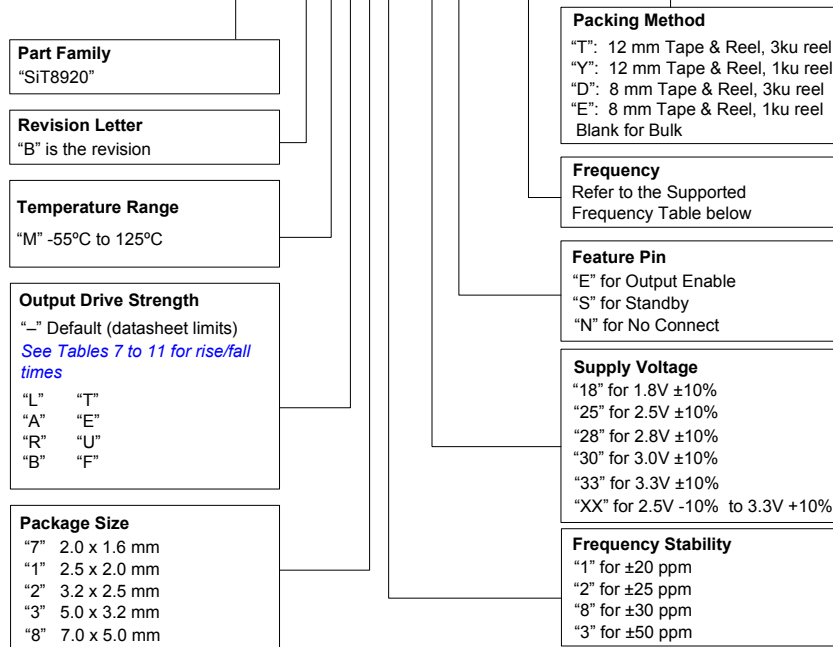 Part Family
“SiT8920”
Revision Letter
“B” is the revision
Temperature Range
“M” -55ºC to 125ºC
Output Drive Strength
“–” Default (datasheet limits)
See Tables 7 to 11 for rise/fall
times
“L” “T”
“A” “E”
“R” “U”
“B” “F”
Package Size
“7” 2.0 x 1.6 mm
“1” 2.5 x 2.0 mm
“2” 3.2 x 2.5 mm
“3” 5.0 x 3.2 mm
“8” 7.0 x 5.0 mm
Packing Method
“T”: 12 mm Tape & Reel, 3ku reel
“Y”: 12 mm Tape & Reel, 1ku reel
“D”: 8 mm Tape & Reel, 3ku reel
“E”: 8 mm Tape & Reel, 1ku reel
Blank for Bulk
Frequency
Refer to the Supported
Frequency Table below
Feature Pin
“E” for Output Enable
“S” for Standby
“N” for No Connect
Supply Voltage
“18” for 1.8V ±10%
“25” for 2.5V ±10%
“28” for 2.8V ±10%
“30” for 3.0V ±10%
“33” for 3.3V ±10%
“XX” for 2.5V -10% to 3.3V +10%
Frequency Stability
“1” for ±20 ppm
“2” for ±25 ppm
“8” for ±30 ppm
“3” for ±50 ppm